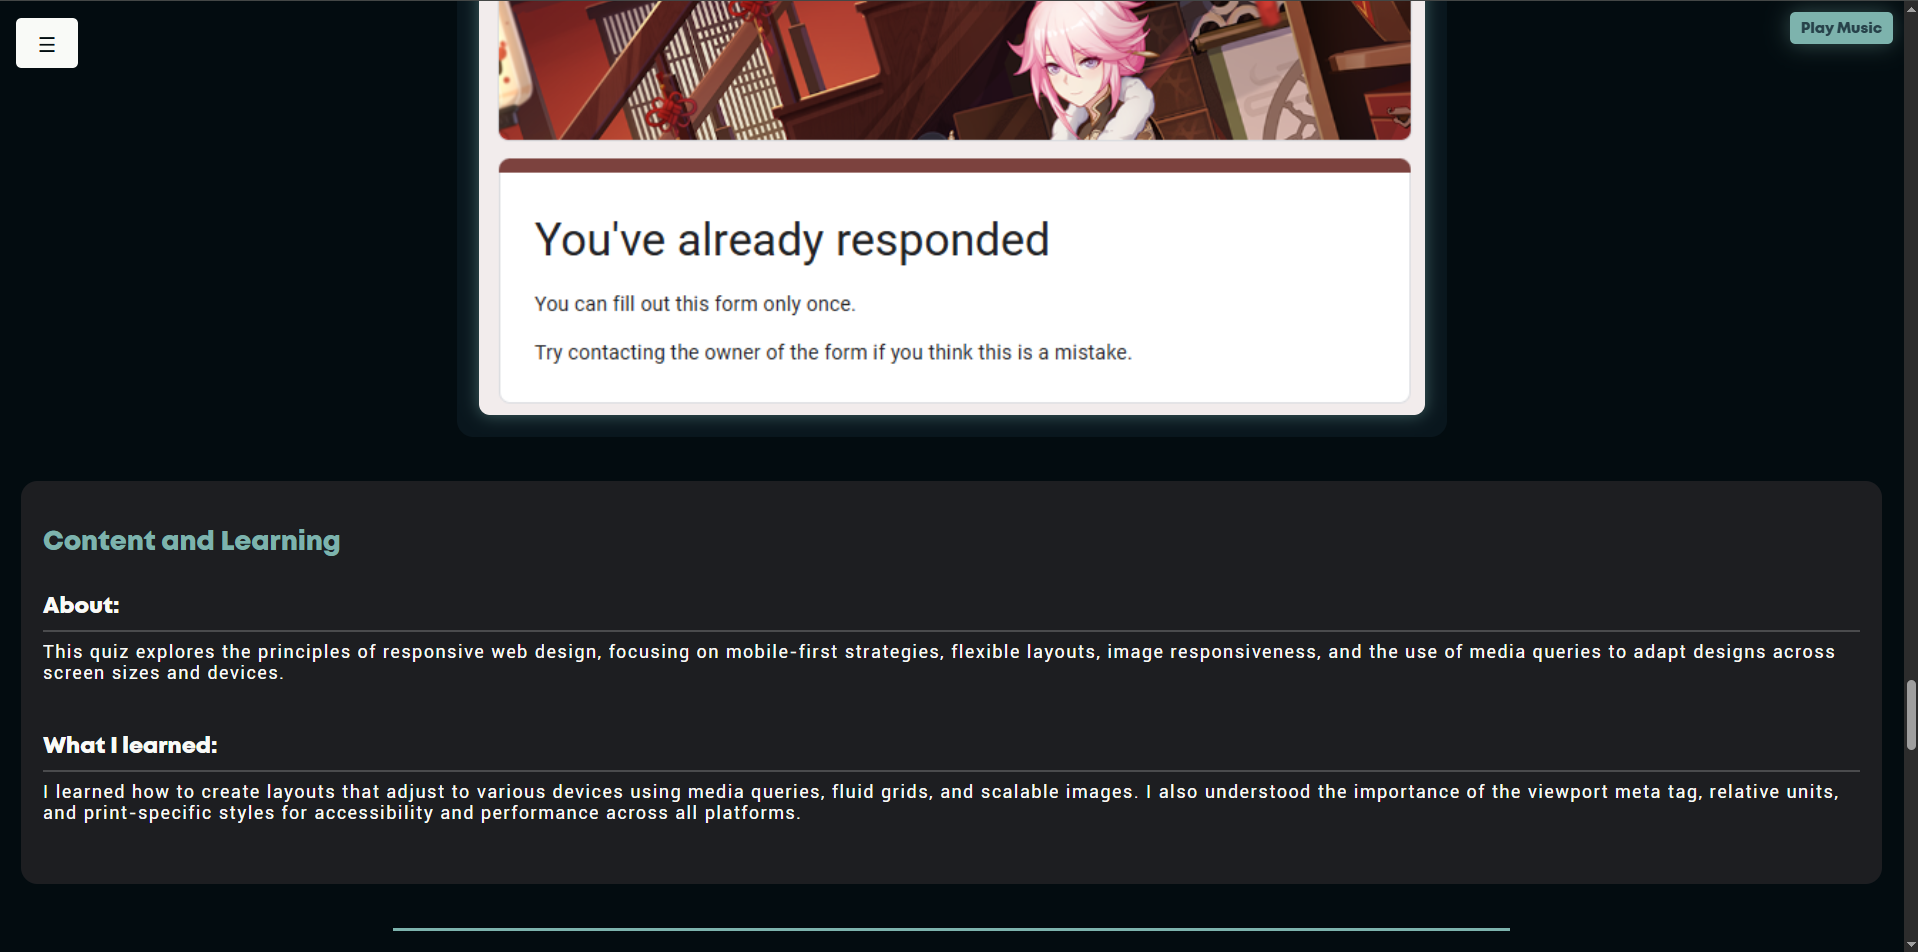 ☰
Play Music
You've already responded
You can fill out this form only once.
Try contacting the owner of the form if you think this is a mistake.
Content and Learning
About:
This quiz explores the principles of responsive web design, focusing on mobile-first strategies, flexible layouts, image responsiveness, and the use of media queries to adapt designs across
screen sizes and devices.
What I learned:
I learned how to create layouts that adjust to various devices using media queries, fluid grids, and scalable images. I also understood the importance of the viewport meta tag, relative units,
and print-specific styles for accessibility and performance across all platforms.